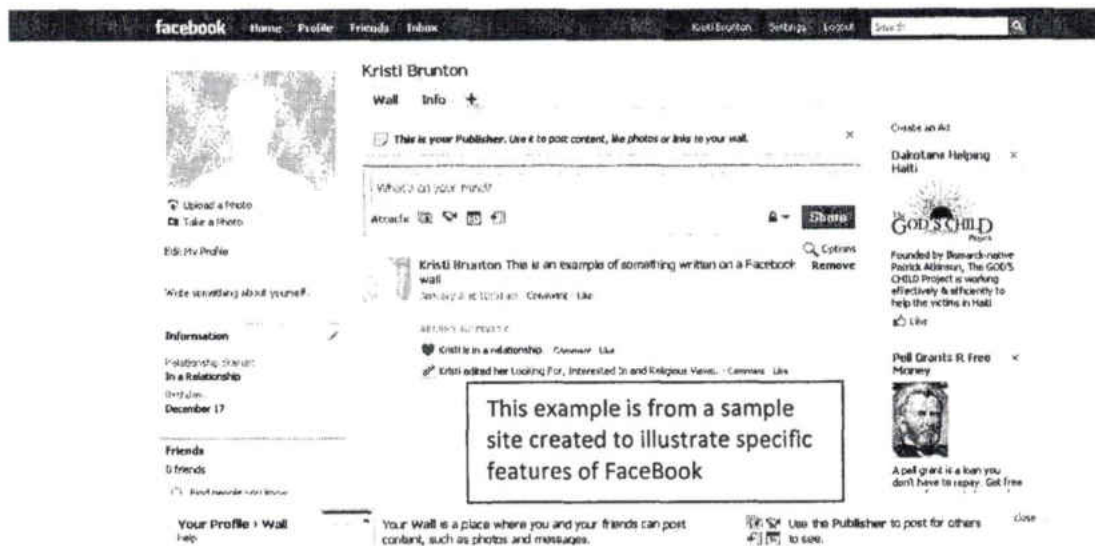 facebook Home Profile Friends Inbox Kristi Brunton Settings Logout Search
Kristi Brunton
Wall Info +
This is your Publisher. Use it to post content, like photos or links to your wall.
What's on your mind?
Attach:
Share
Upload a Photo
Take a Photo
Edit My Profile
Write something about yourself.
Information
Relationship Status:
In a Relationship
Birthday:
December 17
Friends
0 friends
Find people you know
Options
Kristi Brunton This is an example of something written on a Facebook wall
Remove
Comment · Like
Kristi is in a relationship · Comment · Like
Kristi edited her Looking For, Interested In and Religious Views. · Comment · Like
This example is from a sample
site created to illustrate specific
features of FaceBook
Create an Ad
Dakotans Helping
Haiti
The
GOD'S CHILD
Project
Founded by Bismarck-native
Patrick Atkinson, The GOD'S
CHILD Project is working
effectively & efficiently to
help the victims in Haiti
Like
Pell Grants R Free
Money
A pell grant is a loan you
don't have to repay. Get free
Your Profile › Wall
help
Your Wall is a place where you and your friends can post
content, such as photos and messages.
Use the Publisher to post for others
to see.
close